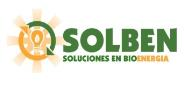 SOLBEN
SOLUCIONES EN BIOENERGIA